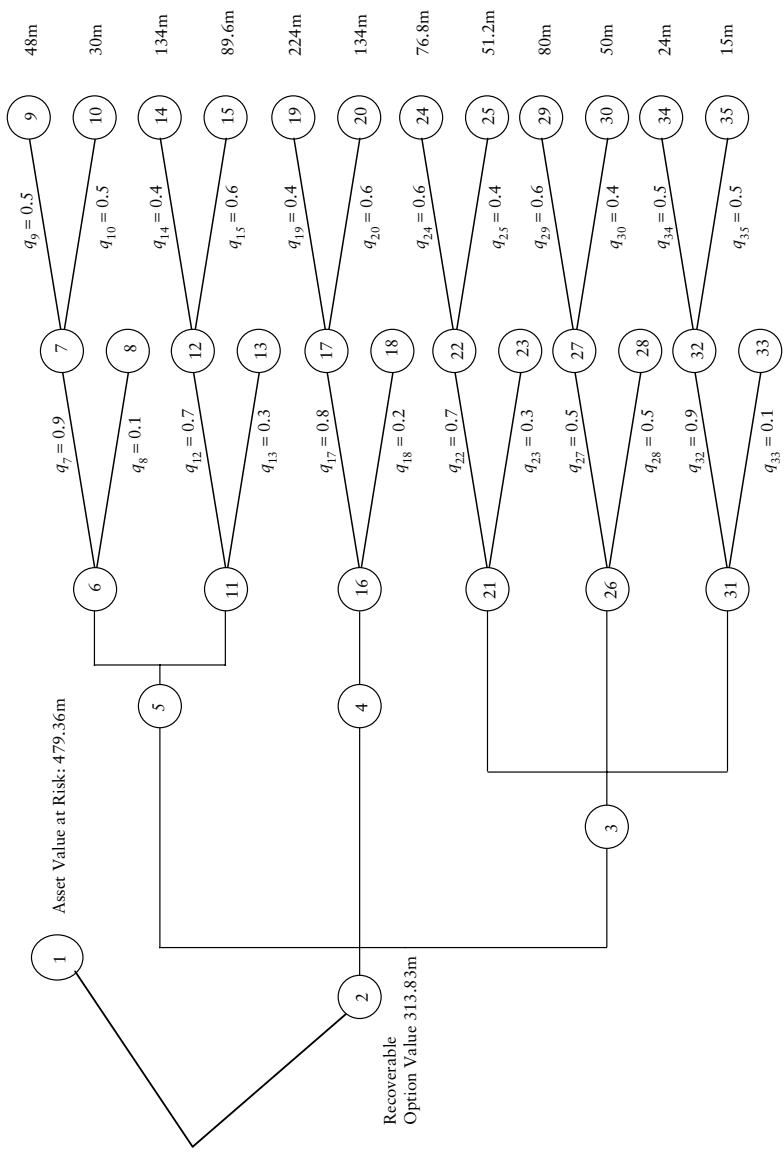 1
Asset Value at Risk: 479.36m
2
Recoverable
Option Value 313.83m
3
4
5
6
11
16
21
26
31
q7 = 0.9
q8 = 0.1
q12 = 0.7
q13 = 0.3
q17 = 0.8
q18 = 0.2
q22 = 0.7
q23 = 0.3
q27 = 0.5
q28 = 0.5
q32 = 0.9
q33 = 0.1
7
8
12
13
17
18
22
23
27
28
32
33
q9 = 0.5
q10 = 0.5
q14 = 0.4
q15 = 0.6
q19 = 0.4
q20 = 0.6
q24 = 0.6
q25 = 0.4
q29 = 0.6
q30 = 0.4
q34 = 0.5
q35 = 0.5
9
10
14
15
19
20
24
25
29
30
34
35
48m
30m
134m
89.6m
224m
134m
76.8m
51.2m
80m
50m
24m
15m